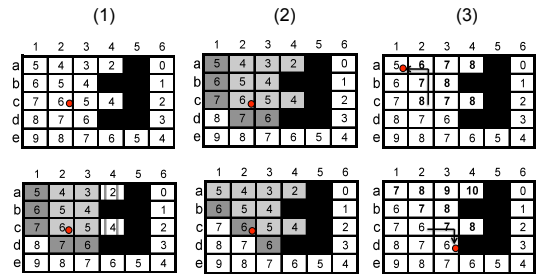 (1) (2) (3)
1 2 3 4 5 6 1 2 3 4 5 6 1 2 3 4 5 6
a 5 4 3 2 0 a 5 4 3 2 0 a 5 6 7 8 0
b 6 5 4 1 b 6 5 4 1 b 6 7 8 1
c 7 6 5 4 2 c 7 6 5 4 2 c 7 8 7 8 2
d 8 7 6 3 d 8 7 6 3 d 8 7 6 3
e 9 8 7 6 5 4 e 9 8 7 6 5 4 e 9 8 7 6 5 4
1 2 3 4 5 6 1 2 3 4 5 6 1 2 3 4 5 6
a 5 4 3 2 0 a 5 4 3 2 0 a 7 8 9 10 0
b 6 5 4 1 b 6 5 4 1 b 6 7 8 1
c 7 6 5 4 2 c 7 6 5 4 2 c 7 6 7 8 2
d 8 7 6 3 d 8 7 6 3 d 8 7 6 3
e 9 8 7 6 5 4 e 9 8 7 6 5 4 e 9 8 7 6 5 4